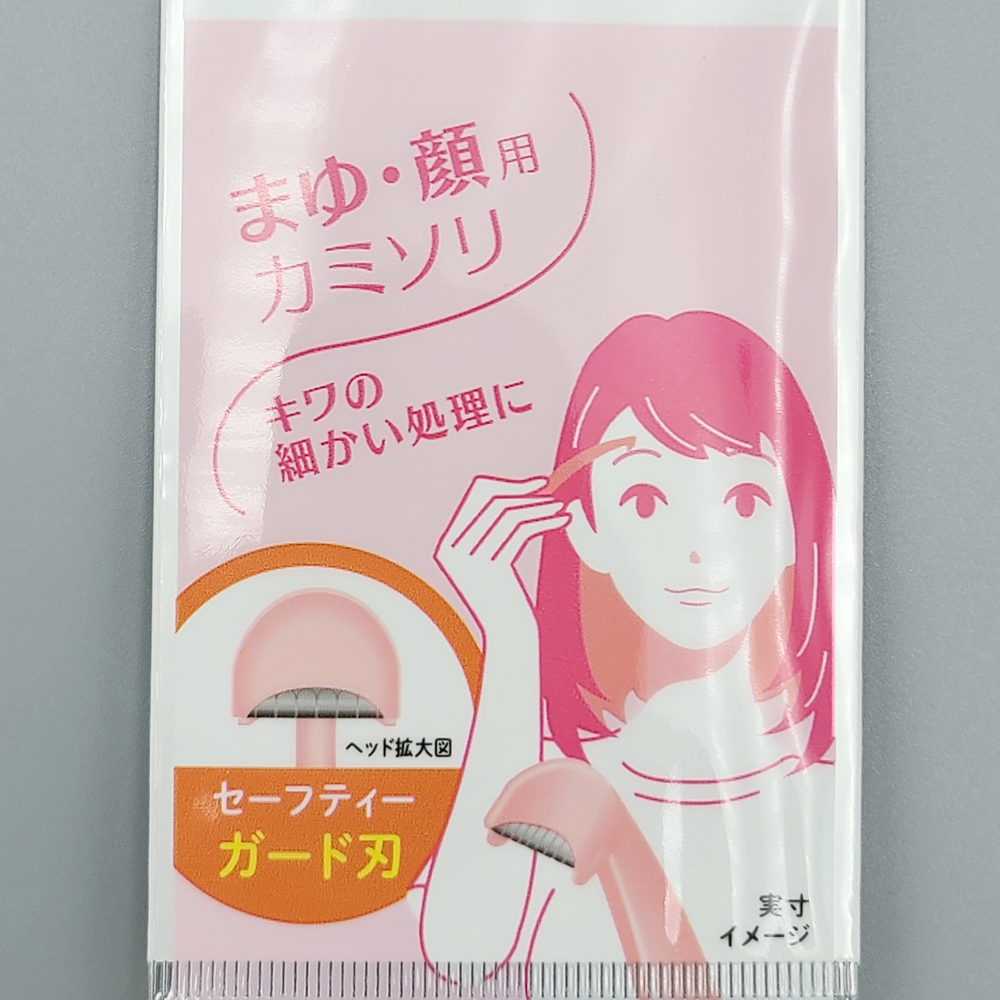 まゆ・顔用
カミソリ
キワの
細かい処理に
ヘッド拡大図
セーフティー
ガード刃
実寸
イメージ